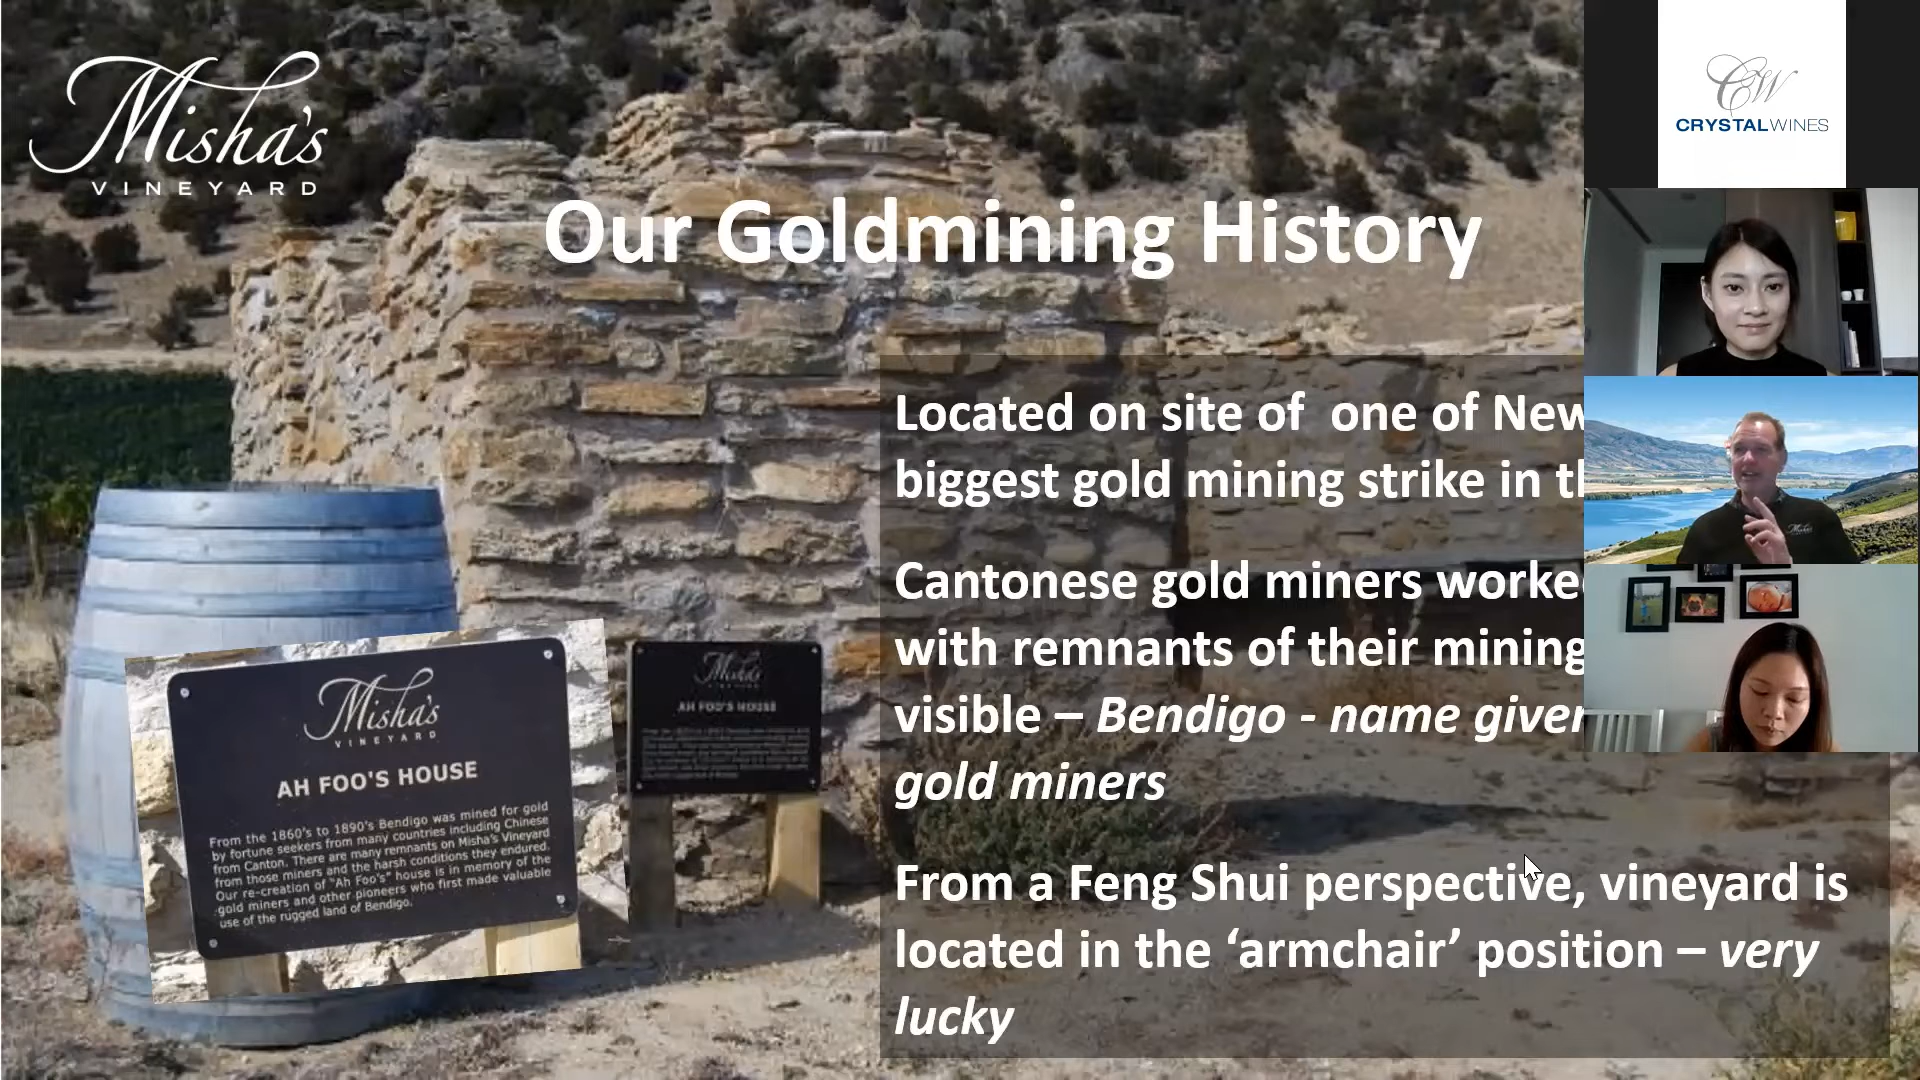 Misha's
VINEYARD
Our Goldmining History
Located on site of one of New
biggest gold mining strike in
Cantonese gold miners
with remnants of their mining
visible – Bendigo - name
gold miners
From a Feng Shui perspective, vineyard is
located in the ‘armchair’ position – very
lucky
Misha's
VINEYARD
AH FOO'S HOUSE
From the 1860's to 1890's Bendigo was mined for gold
by fortune seekers from many countries including Chinese
from Canton. There are many remnants on Misha's Vineyard
from those miners and the harsh conditions they endured.
Our re-creation of "Ah Foo's" house is in memory of the
gold miners and other pioneers who first made valuable
use of the rugged land of Bendigo.
Misha's
VINEYARD
AH FOO'S HOUSE
CW
CRYSTALWINES
Misha's